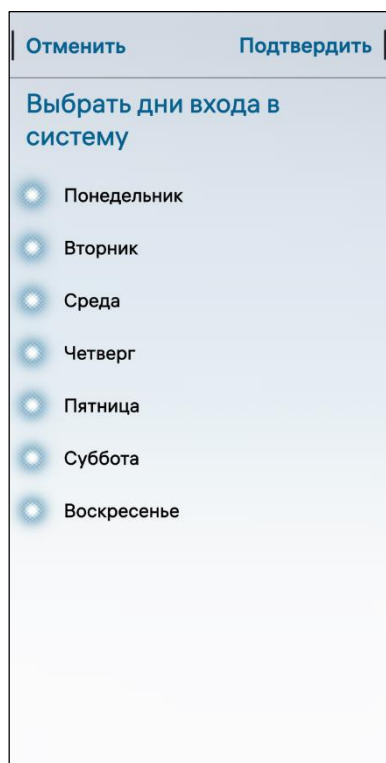 Отменить Подтвердить
Выбрать дни входа в
систему
Понедельник
Вторник
Среда
Четверг
Пятница
Суббота
Воскресенье